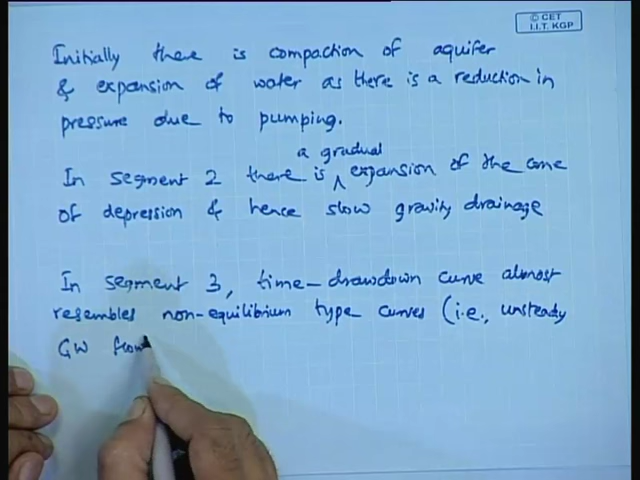 © CET
I.I.T. KGP
Initially there is compaction of aquifer
& expansion of water as there is a reduction in
pressure due to pumping.
a gradual
In segment 2 there is ^ expansion of the cone
of depression & hence slow gravity drainage
In segment 3, time-drawdown curve almost
resembles non-equilibrium type curves (i.e., unsteady
GW flow